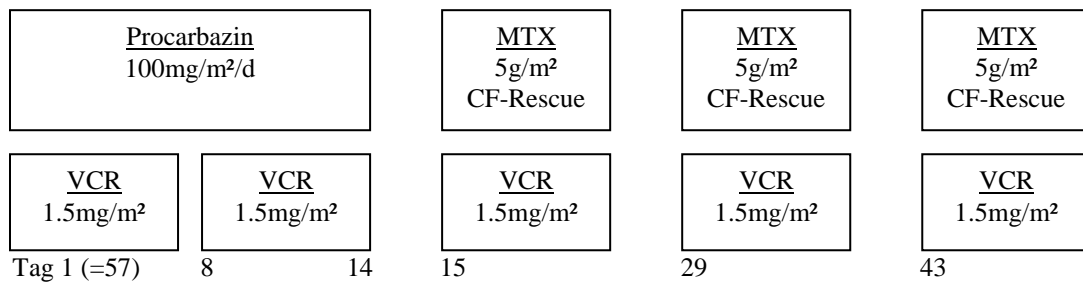 Procarbazin
100mg/m²/d
MTX
5g/m²
CF-Rescue
MTX
5g/m²
CF-Rescue
MTX
5g/m²
CF-Rescue
VCR
1.5mg/m²
VCR
1.5mg/m²
VCR
1.5mg/m²
VCR
1.5mg/m²
VCR
1.5mg/m²
Tag 1 (=57) 8 14 15 29 43